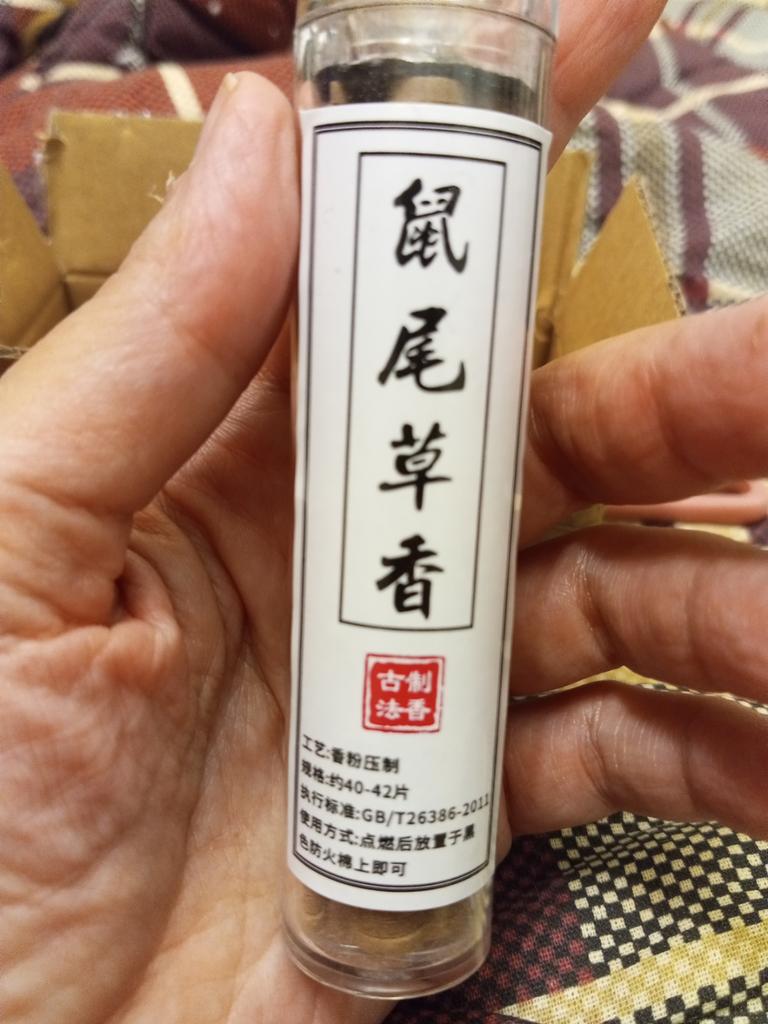 鼠尾草香
古法制香
工艺:香粉压制
规格:约40-42片
执行标准:GB/T26386-2011
使用方式:点燃后放置于黑
色防火棉上即可